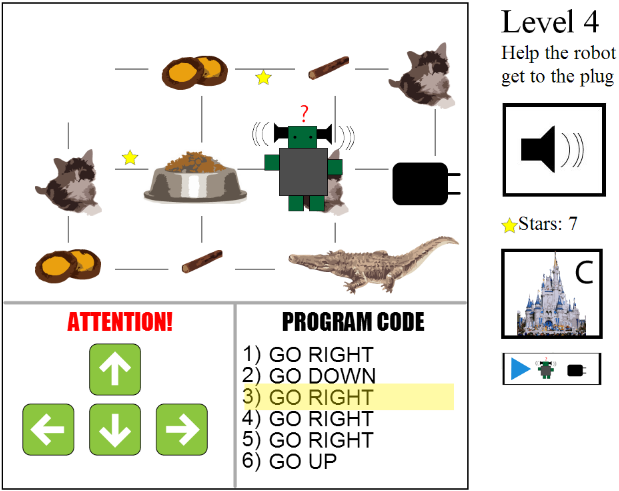 Level 4
Help the robot
get to the plug
?
Stars: 7
C
ATTENTION!
PROGRAM CODE
1) GO RIGHT
2) GO DOWN
3) GO RIGHT
4) GO RIGHT
5) GO RIGHT
6) GO UP